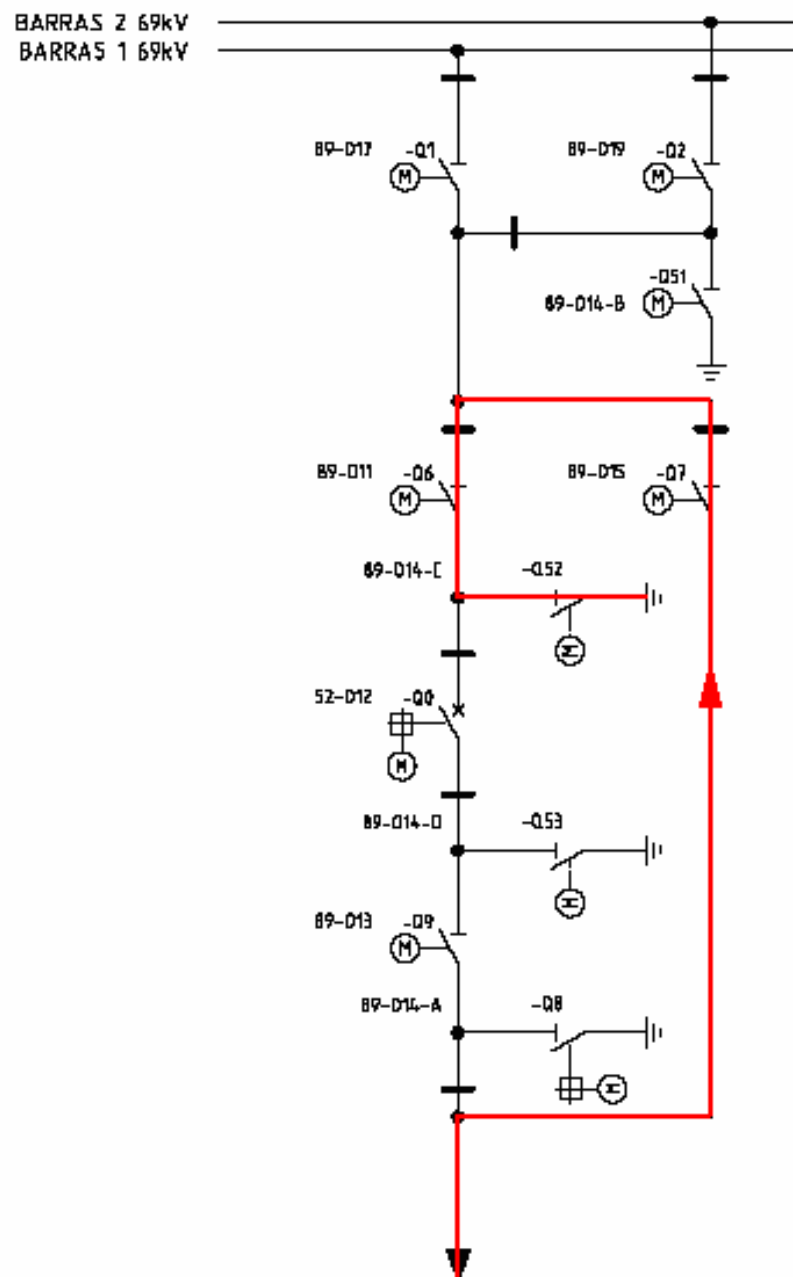 BARRAS 2 69kV
BARRAS 1 69kV
89-D17 -Q1 89-D19 -Q2
M M
-Q51
89-D14-B M
89-D11 -Q6 89-D15 -Q7
M M
89-D14-C -Q52
M
52-D12 -Q0
M
89-D14-D -Q53
M
89-D13 -Q9
M
89-D14-A -Q8
M